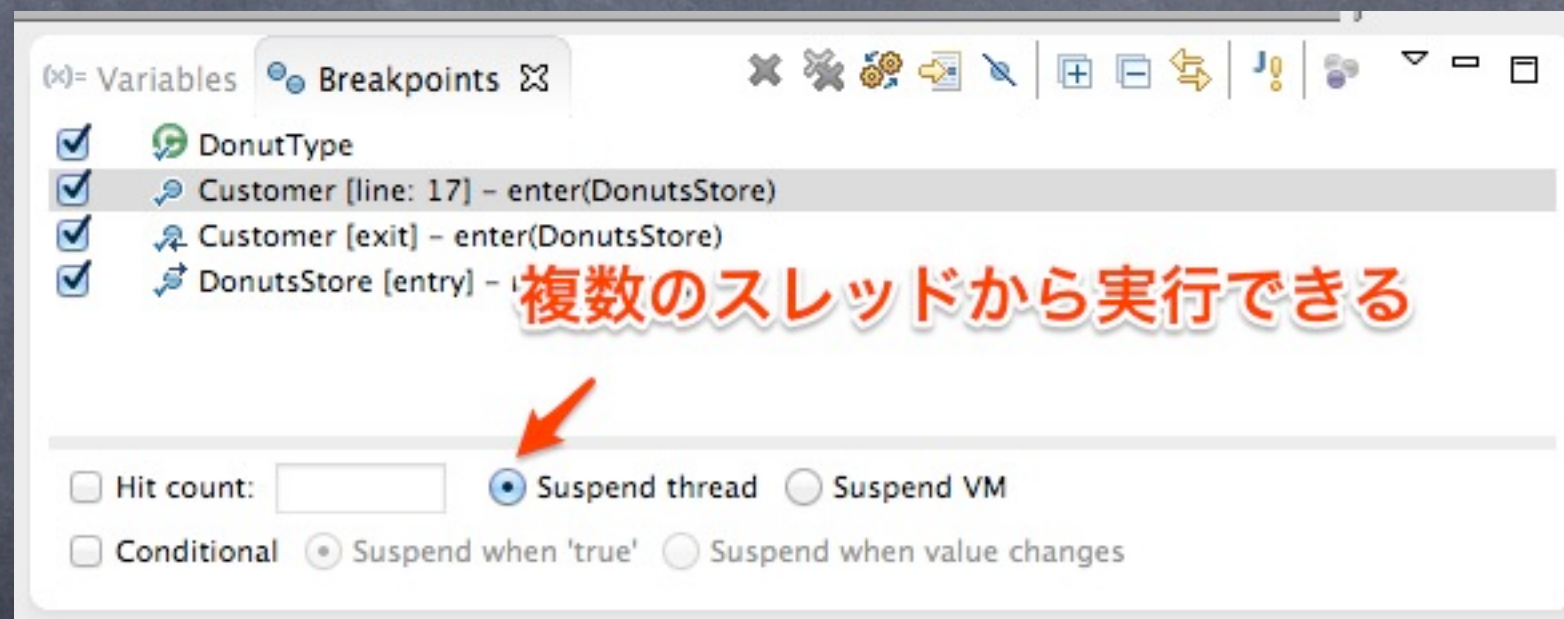 (x)= Variables Breakpoints
DonutType
Customer [line: 17] – enter(DonutsStore)
Customer [exit] – enter(DonutsStore)
DonutsStore [entry] –
複数のスレッドから実行できる
Hit count: Suspend thread Suspend VM
Conditional Suspend when 'true' Suspend when value changes